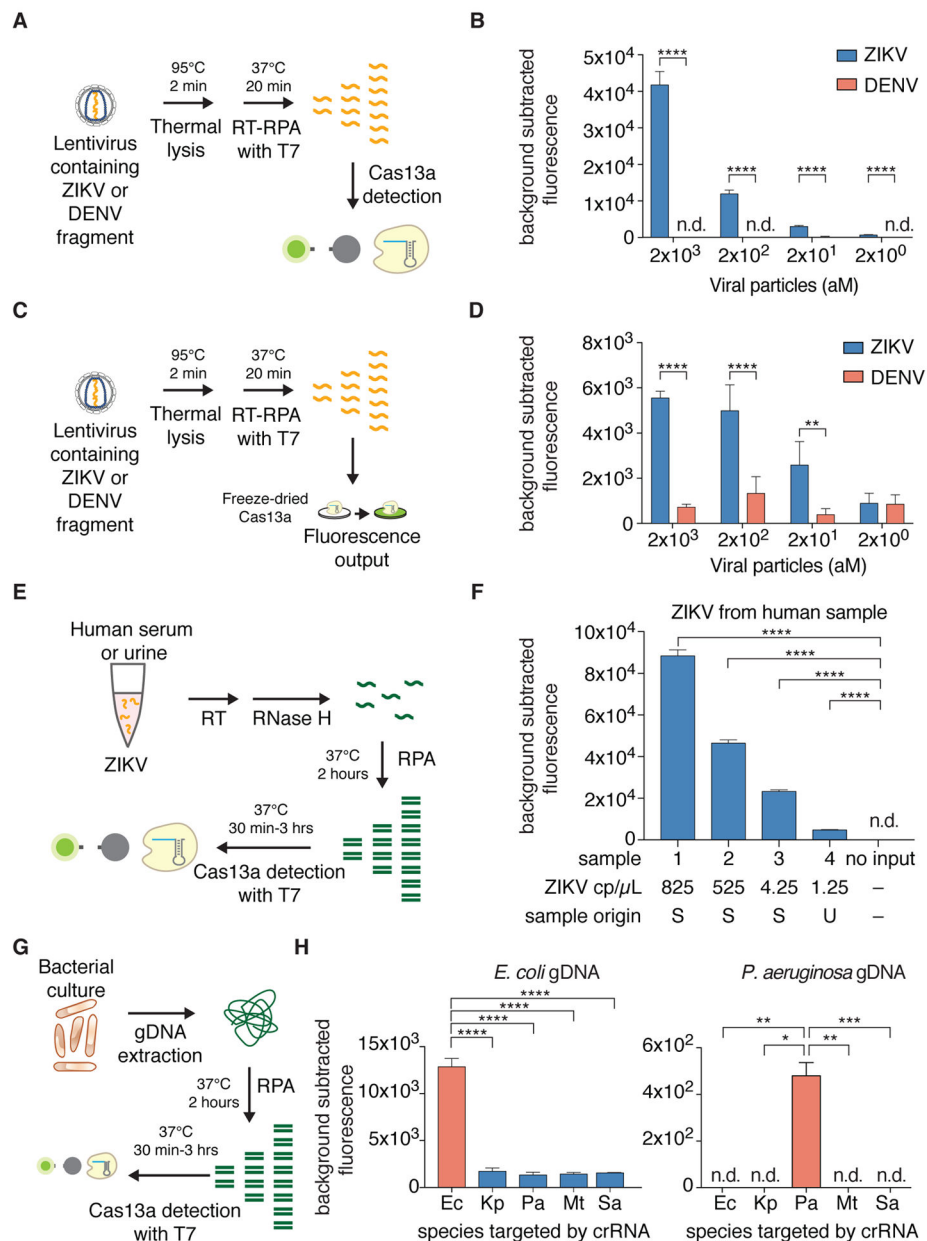 A
95°C
2 min
37°C
20 min
Thermal
lysis
RT-RPA
with T7
Lentivirus
containing
ZIKV or
DENV
fragment
Cas13a
detection
B
background subtracted
fluorescence
5x10⁴
4x10⁴
3x10⁴
2x10⁴
1x10⁴
0
ZIKV
DENV
****
****
****
****
n.d.
n.d.
n.d.
2x10³
2x10²
2x10¹
2x10⁰
Viral particles (aM)
C
95°C
2 min
37°C
20 min
Thermal
lysis
RT-RPA
with T7
Lentivirus
containing
ZIKV or
DENV
fragment
Freeze-dried
Cas13a
Fluorescence
output
D
background subtracted
fluorescence
8x10³
6x10³
4x10³
2x10³
0
ZIKV
DENV
****
****
**
2x10³
2x10²
2x10¹
2x10⁰
Viral particles (aM)
E
Human serum
or urine
ZIKV
RT
RNase H
37°C
2 hours
RPA
37°C
30 min-3 hrs
Cas13a detection
with T7
F
ZIKV from human sample
background subtracted
fluorescence
10x10⁴
8x10⁴
6x10⁴
4x10⁴
2x10⁴
0
****
****
****
****
n.d.
sample 1 2 3 4 no input
ZIKV cp/µL 825 525 4.25 1.25 –
sample origin S S S U –
G
Bacterial
culture
gDNA
extraction
37°C
2 hours
RPA
37°C
30 min-3 hrs
Cas13a detection
with T7
H
E. coli gDNA
background subtracted
fluorescence
15x10³
10x10³
5x10³
0
****
****
****
****
Ec Kp Pa Mt Sa
species targeted by crRNA
P. aeruginosa gDNA
6x10²
4x10²
2x10²
0
**
***
*
**
n.d. n.d. n.d. n.d.
Ec Kp Pa Mt Sa
species targeted by crRNA